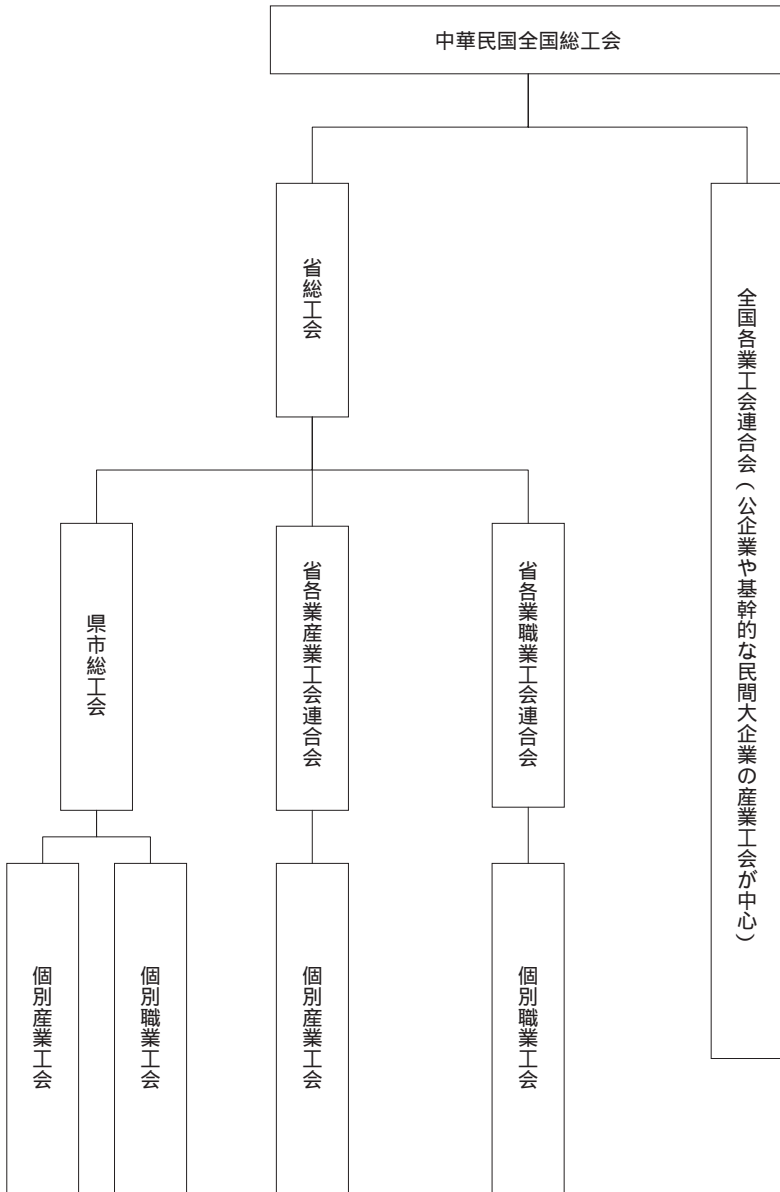 中華民国全国総工会
省総工会
全国各業工会連合会（公企業や基幹的な民間大企業の産業工会が中心）
県市総工会
省各業産業工会連合会
省各業職業工会連合会
個別産業工会
個別職業工会
個別産業工会
個別職業工会